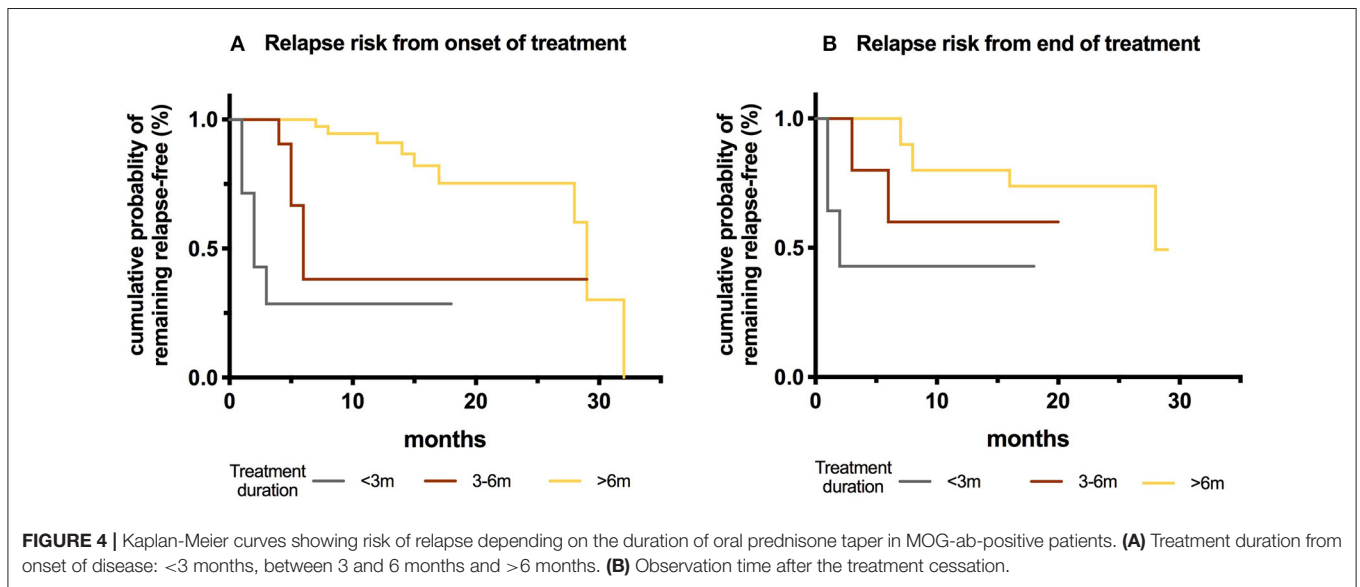 A Relapse risk from onset of treatment
cumulative probablity of
remaining relapse-free (%)
1.0
0.5
0.0
0 10 20 30
months
Treatment
duration
<3m 3-6m >6m
B Relapse risk from end of treatment
cumulative probablity of
remaining relapse-free (%)
1.0
0.5
0.0
0 10 20 30
months
Treatment
duration
<3m 3-6m >6m
FIGURE 4 | Kaplan-Meier curves showing risk of relapse depending on the duration of oral prednisone taper in MOG-ab-positive patients. (A) Treatment duration from
onset of disease: <3 months, between 3 and 6 months and >6 months. (B) Observation time after the treatment cessation.